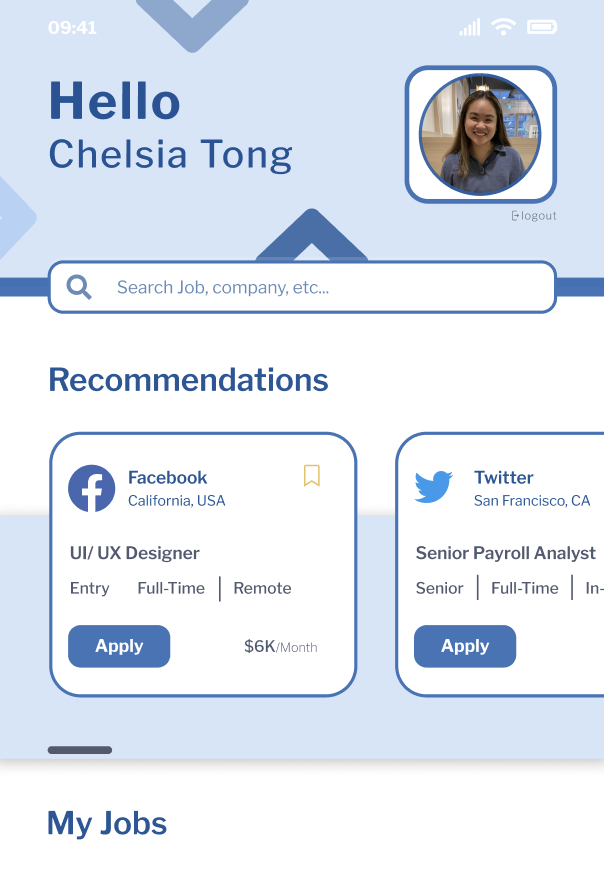 09:41
Hello
Chelsia Tong
logout
Search Job, company, etc...
Recommendations
Facebook
California, USA
UI/ UX Designer
Entry Full-Time | Remote
Apply $6K/Month
Twitter
San Francisco, CA
Senior Payroll Analyst
Senior | Full-Time | In-
Apply
My Jobs